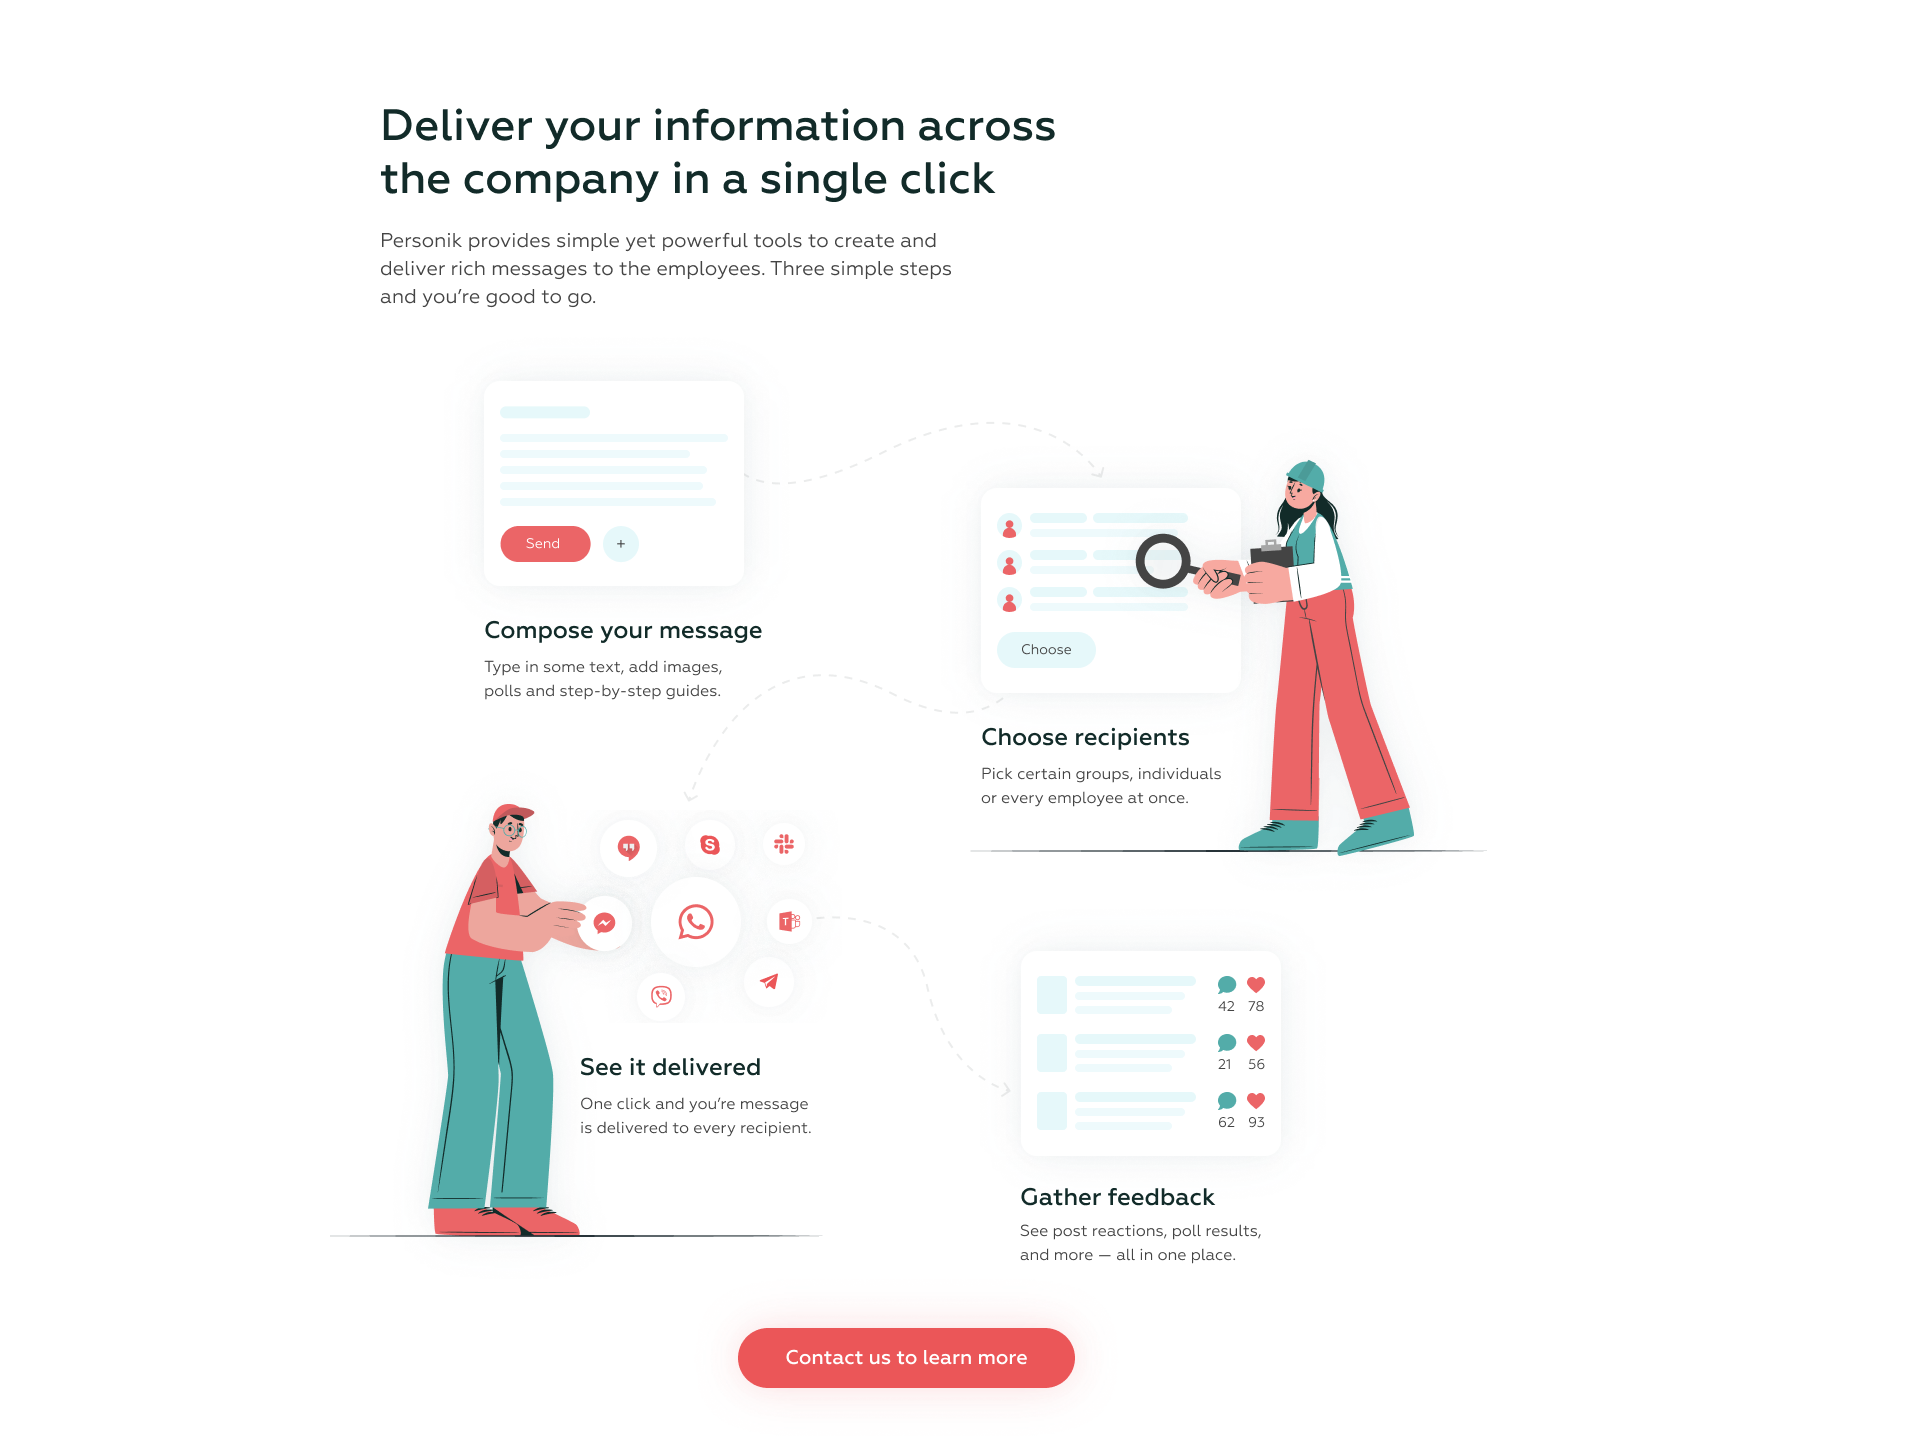 Deliver your information across
the company in a single click
Personik provides simple yet powerful tools to create and
deliver rich messages to the employees. Three simple steps
and you’re good to go.
Send
+
Compose your message
Type in some text, add images,
polls and step-by-step guides.
Choose
Choose recipients
Pick certain groups, individuals
or every employee at once.
See it delivered
One click and you’re message
is delivered to every recipient.
42 78
21 56
62 93
Gather feedback
See post reactions, poll results,
and more — all in one place.
Contact us to learn more